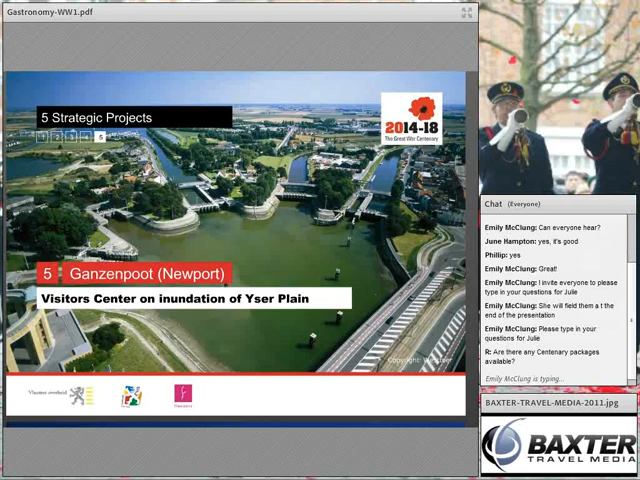 Gastronomy-WW1.pdf
5 Strategic Projects
1 2 3 4 5
2014-18
The Great War Centenary
5 Ganzenpoot (Newport)
Visitors Center on inundation of Yser Plain
Copyright: Westtoer
Vlaamse overheid
Chat (Everyone)
Emily McClung: Can everyone hear?
June Hampton: yes, it's good
Phillip: yes
Emily McClung: Great!
Emily McClung: I invite everyone to please
type in your questions for Julie
Emily McClung: She will field them a t the
end of the presentation
Emily McClung: Please type in your
questions for Julie
R: Are there any Centenary packages
available?
Emily McClung is typing...
BAXTER-TRAVEL-MEDIA-2011.jpg
BAXTER
TRAVEL MEDIA